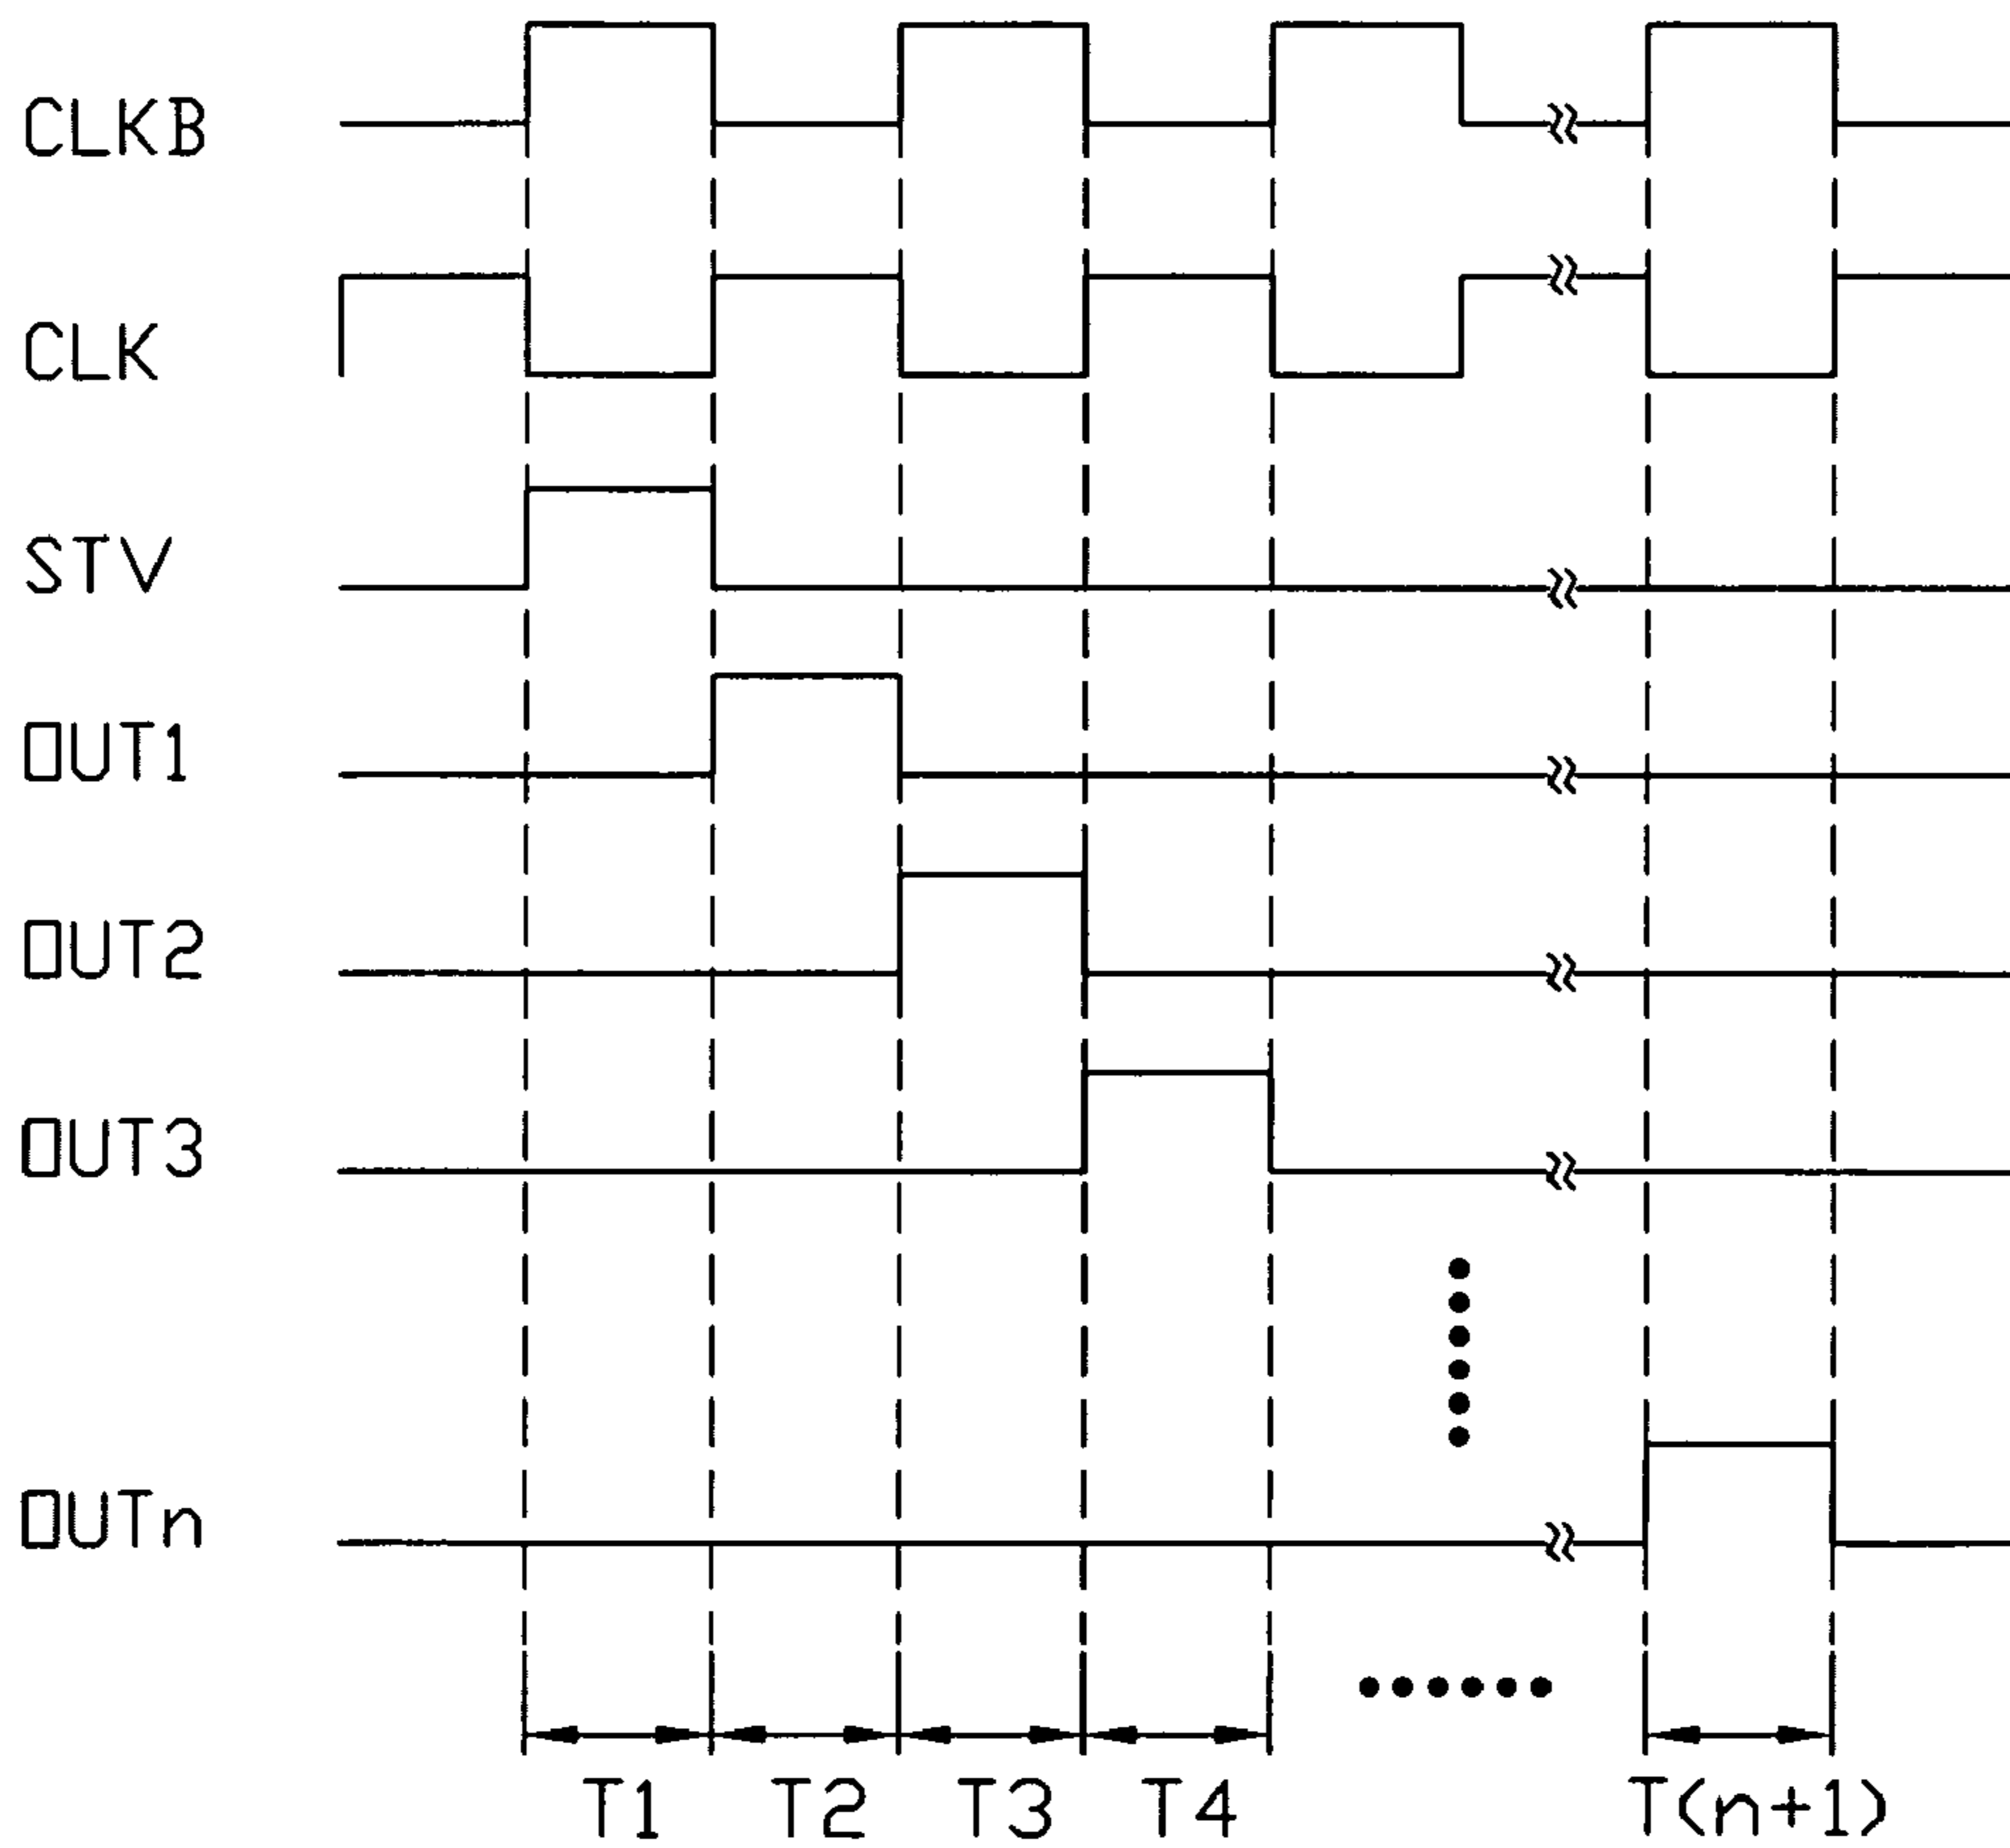 CLKB
CLK
STV
OUT1
OUT2
OUT3
OUTn
T1 T2 T3 T4 T(n+1)